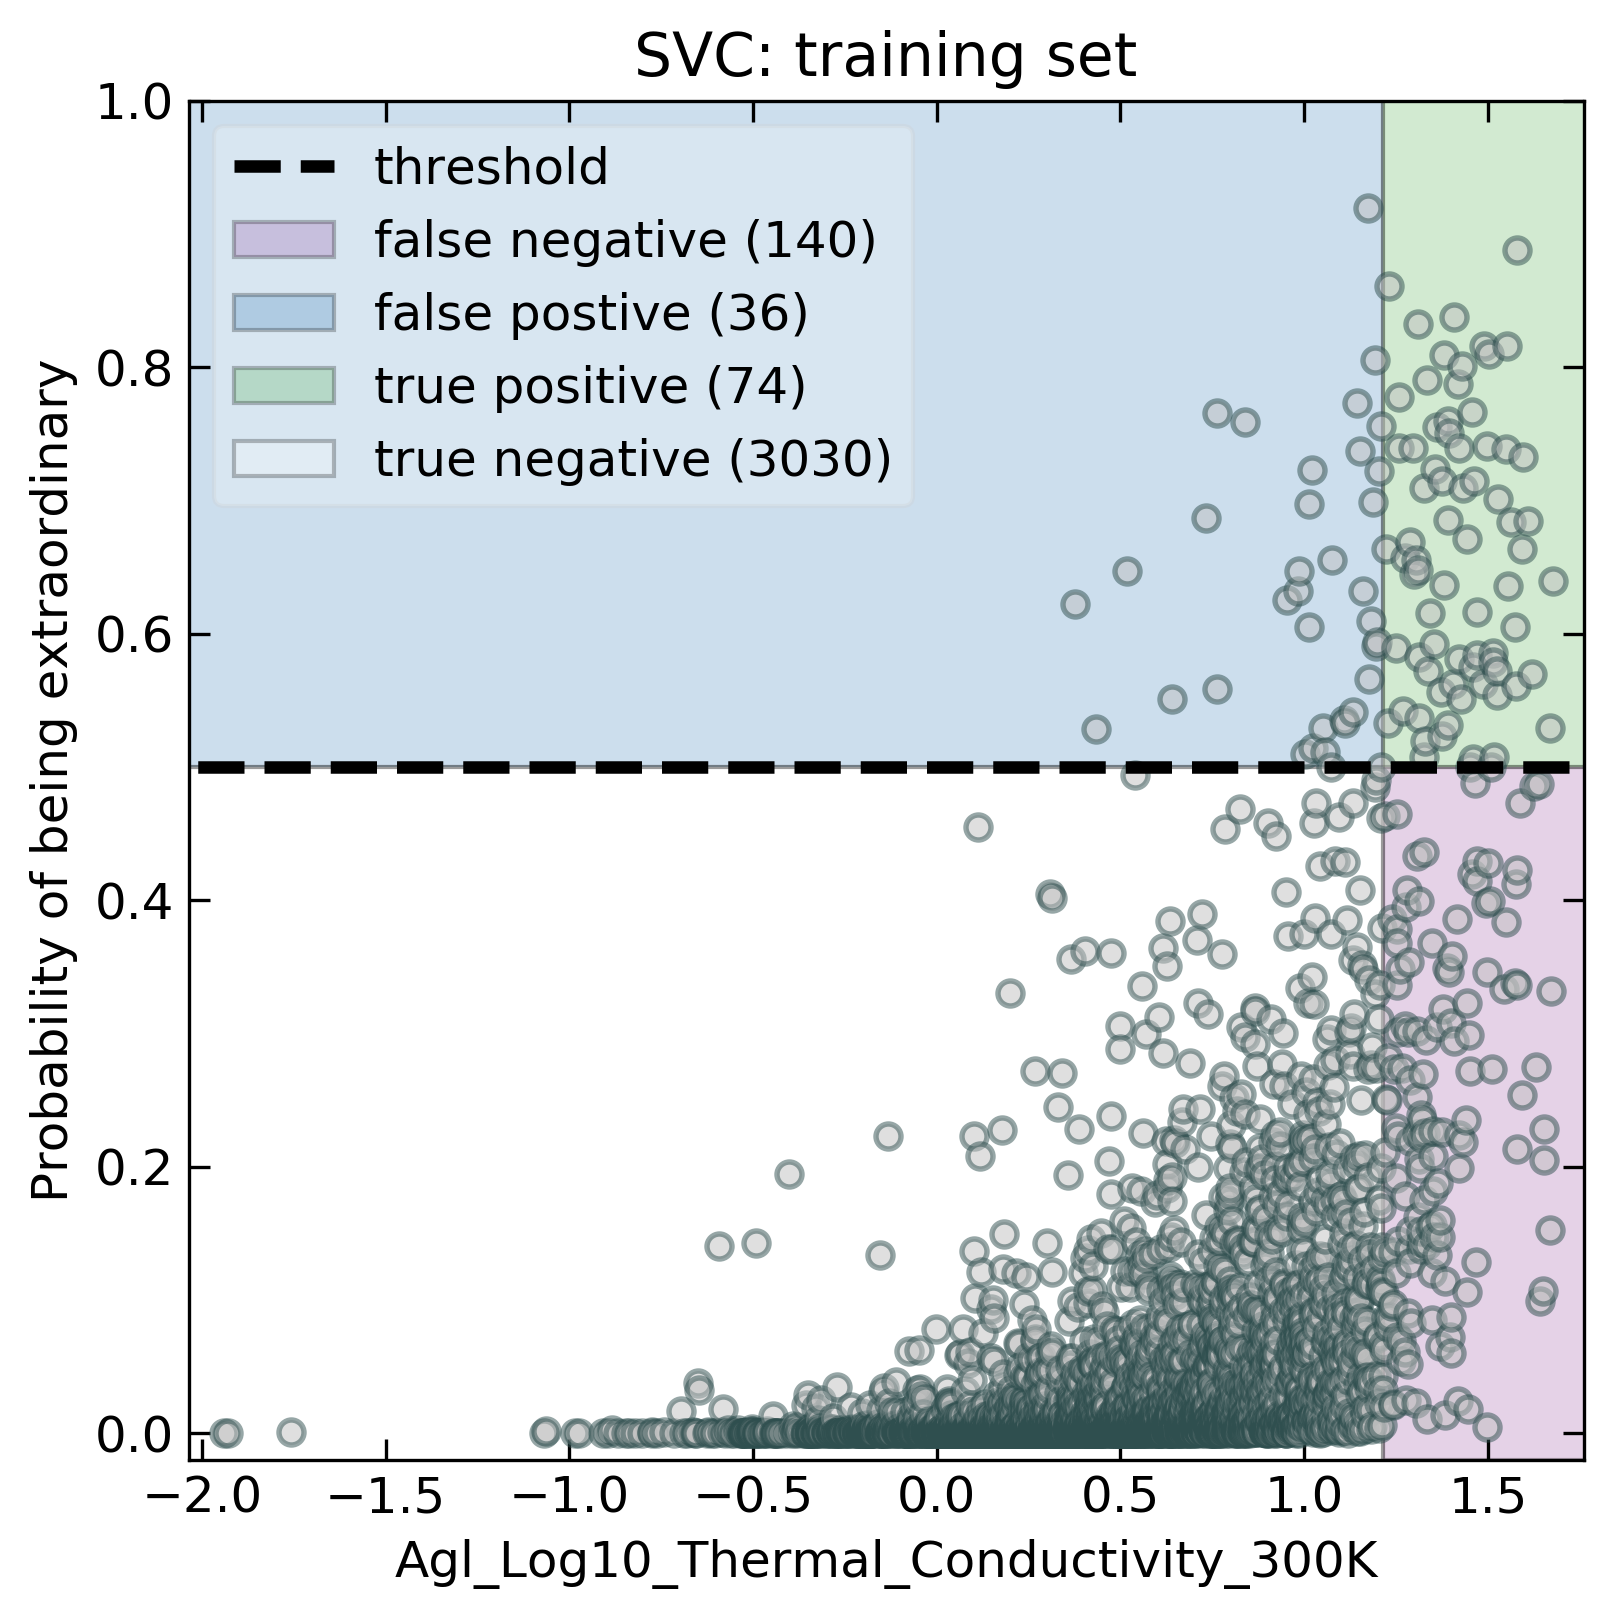 SVC: training set
threshold
false negative (140)
false postive (36)
true positive (74)
true negative (3030)
Probability of being extraordinary
1.0
0.8
0.6
0.4
0.2
0.0
−2.0 −1.5 −1.0 −0.5 0.0 0.5 1.0 1.5
Agl_Log10_Thermal_Conductivity_300K